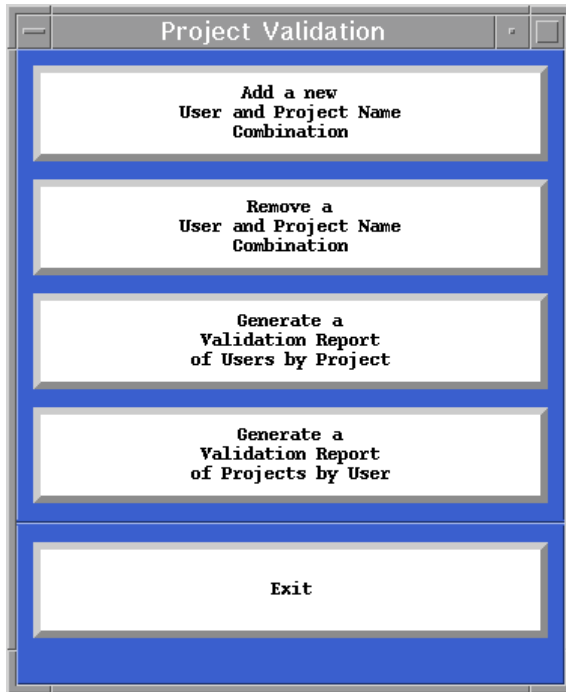 Project Validation
Add a new
User and Project Name
Combination
Remove a
User and Project Name
Combination
Generate a
Validation Report
of Users by Project
Generate a
Validation Report
of Projects by User
Exit